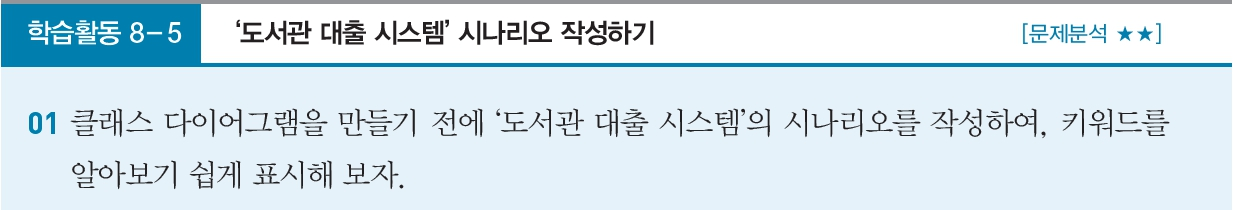 학습활동 8-5 '도서관 대출 시스템' 시나리오 작성하기 [문제분석 ★★]
01 클래스 다이어그램을 만들기 전에 '도서관 대출 시스템'의 시나리오를 작성하여, 키워드를
알아보기 쉽게 표시해 보자.